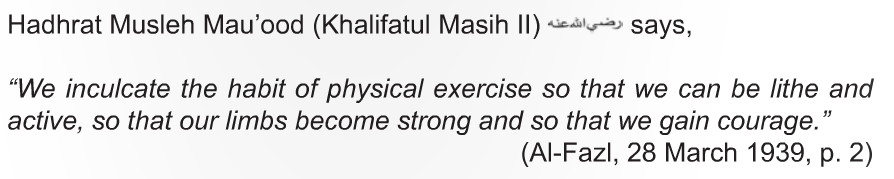 Hadhrat Musleh Mau’ood (Khalifatul Masih II) رضي الله عنه says,
“We inculcate the habit of physical exercise so that we can be lithe and
active, so that our limbs become strong and so that we gain courage.”
(Al-Fazl, 28 March 1939, p. 2)